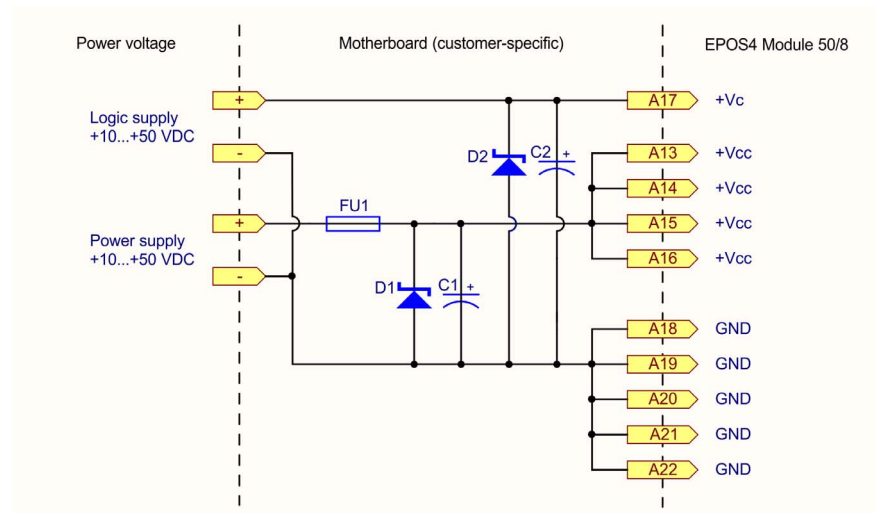 Power voltage
Motherboard (customer-specific)
EPOS4 Module 50/8
+
A17
+Vc
Logic supply
+10...+50 VDC
-
D2
C2
+
A13
+Vcc
A14
+Vcc
FU1
+
A15
+Vcc
Power supply
+10...+50 VDC
A16
+Vcc
-
D1
C1
+
A18
GND
A19
GND
A20
GND
A21
GND
A22
GND